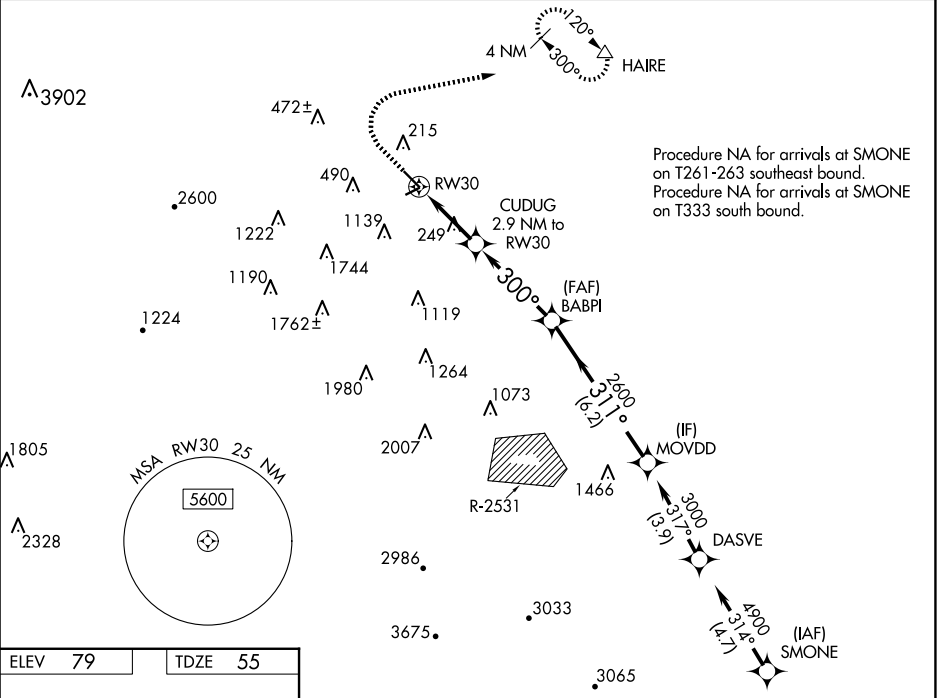 120°
4 NM
300°
HAIRE
3902
472±
215
Procedure NA for arrivals at SMONE
on T261-263 southeast bound.
Procedure NA for arrivals at SMONE
on T333 south bound.
490
RW30
2600
CUDUG
2.9 NM to
RW30
1222
1139
249
1744
1190
300°
(FAF)
BABPI
1119
1762±
1224
1264
1980
2600
311°
(6.2)
1073
2007
(IF)
MOVDD
1805
MSA RW30 25 NM
1466
R-2531
5600
3000
317°
(3.9)
2328
DASVE
2986
4900
314°
(4.7)
3033
(IAF)
SMONE
3675
ELEV 79
TDZE 55
3065